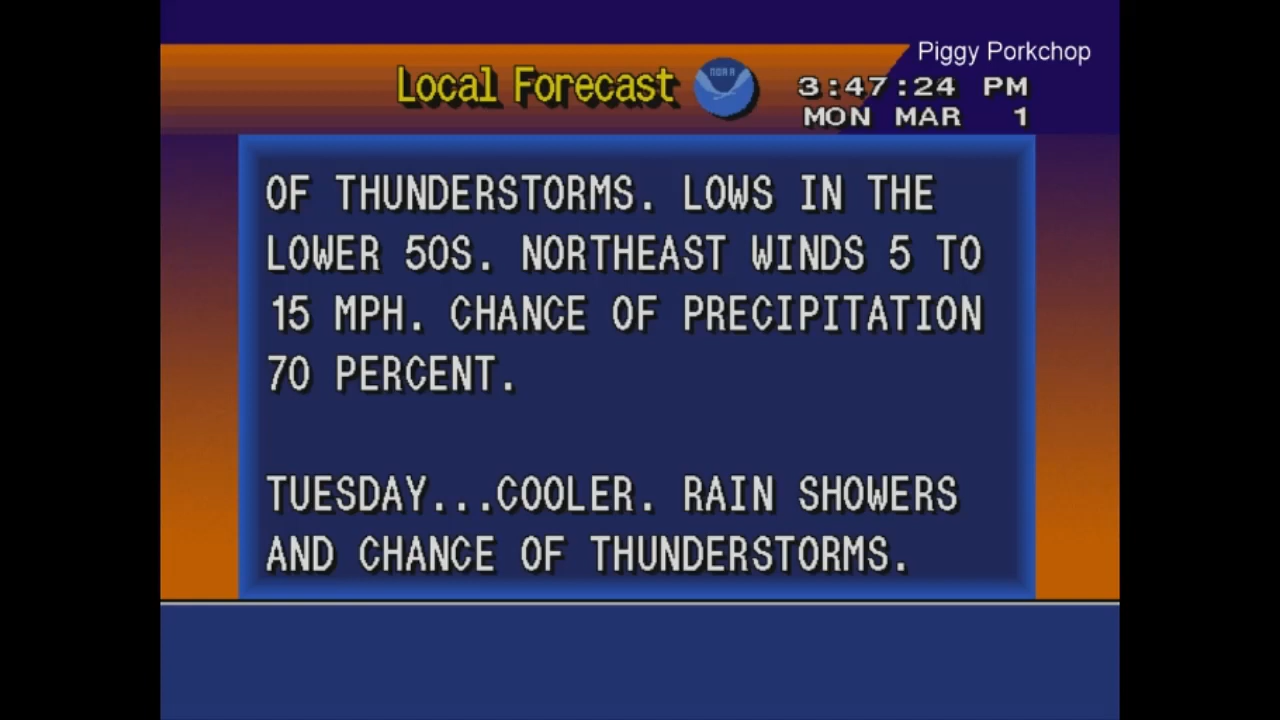 Piggy Porkchop
Local Forecast
NOAA
3:47:24 PM
MON MAR 1
OF THUNDERSTORMS. LOWS IN THE
LOWER 50S. NORTHEAST WINDS 5 TO
15 MPH. CHANCE OF PRECIPITATION
70 PERCENT.
TUESDAY...COOLER. RAIN SHOWERS
AND CHANCE OF THUNDERSTORMS.